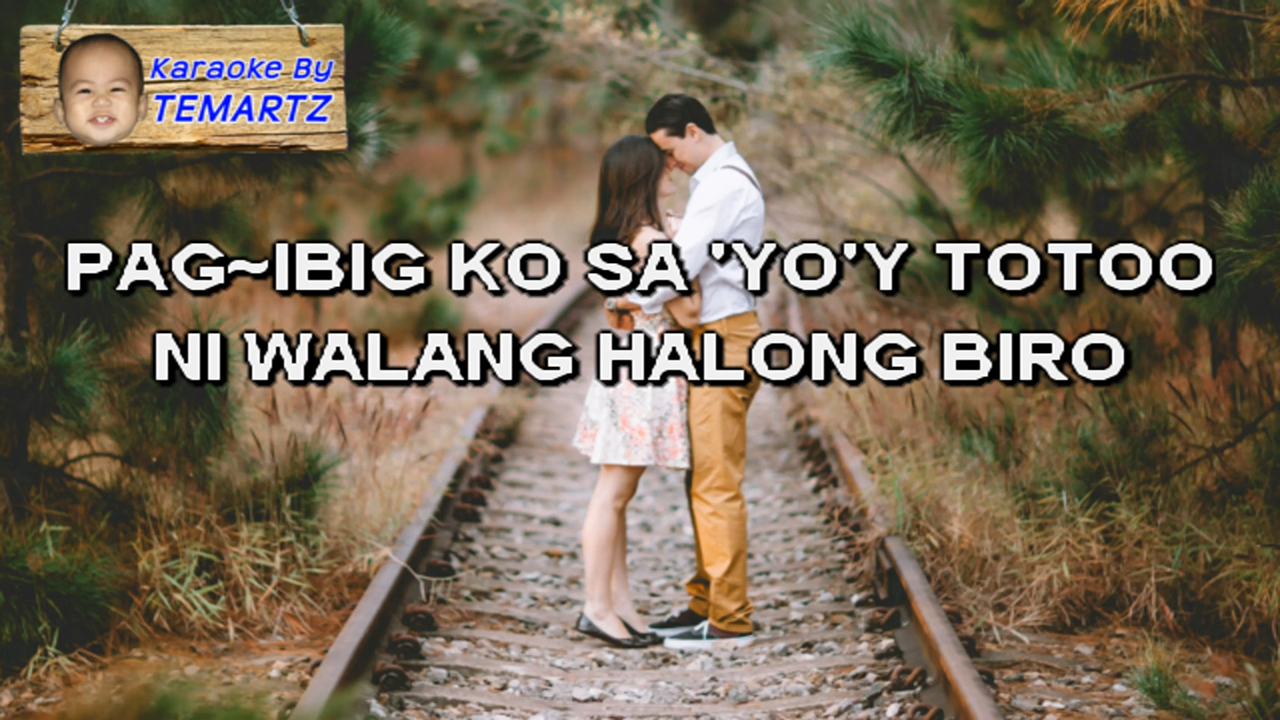 Karaoke By
TEMARTZ
PAG~IBIG KO SA 'YO'Y TOTOO
NI WALANG HALONG BIRO